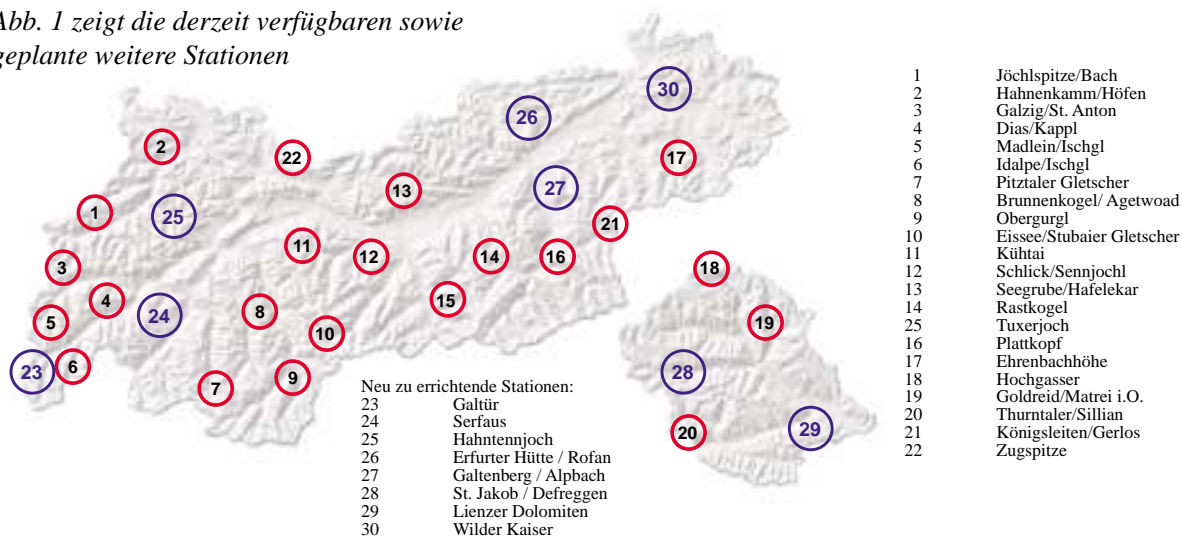 Abb. 1 zeigt die derzeit verfügbaren sowie
geplante weitere Stationen
30
26
2
22
17
13
27
25
1
21
11
12
14
16
3
18
4
15
24
8
5
19
10
23
6
28
9
7
20
29
1 Jöchlspitze/Bach
2 Hahnenkamm/Höfen
3 Galzig/St. Anton
4 Dias/Kappl
5 Madlein/Ischgl
6 Idalpe/Ischgl
7 Pitztaler Gletscher
8 Brunnenkogel/ Agetwoad
9 Obergurgl
10 Eissee/Stubaier Gletscher
11 Kühtai
12 Schlick/Sennjochl
13 Seegrube/Hafelekar
14 Rastkogel
25 Tuxerjoch
16 Plattkopf
17 Ehrenbachhöhe
18 Hochgasser
19 Goldreid/Matrei i.O.
20 Thurntaler/Sillian
21 Königsleiten/Gerlos
22 Zugspitze
Neu zu errichtende Stationen:
23 Galtür
24 Serfaus
25 Hahntennjoch
26 Erfurter Hütte / Rofan
27 Galtenberg / Alpbach
28 St. Jakob / Defreggen
29 Lienzer Dolomiten
30 Wilder Kaiser